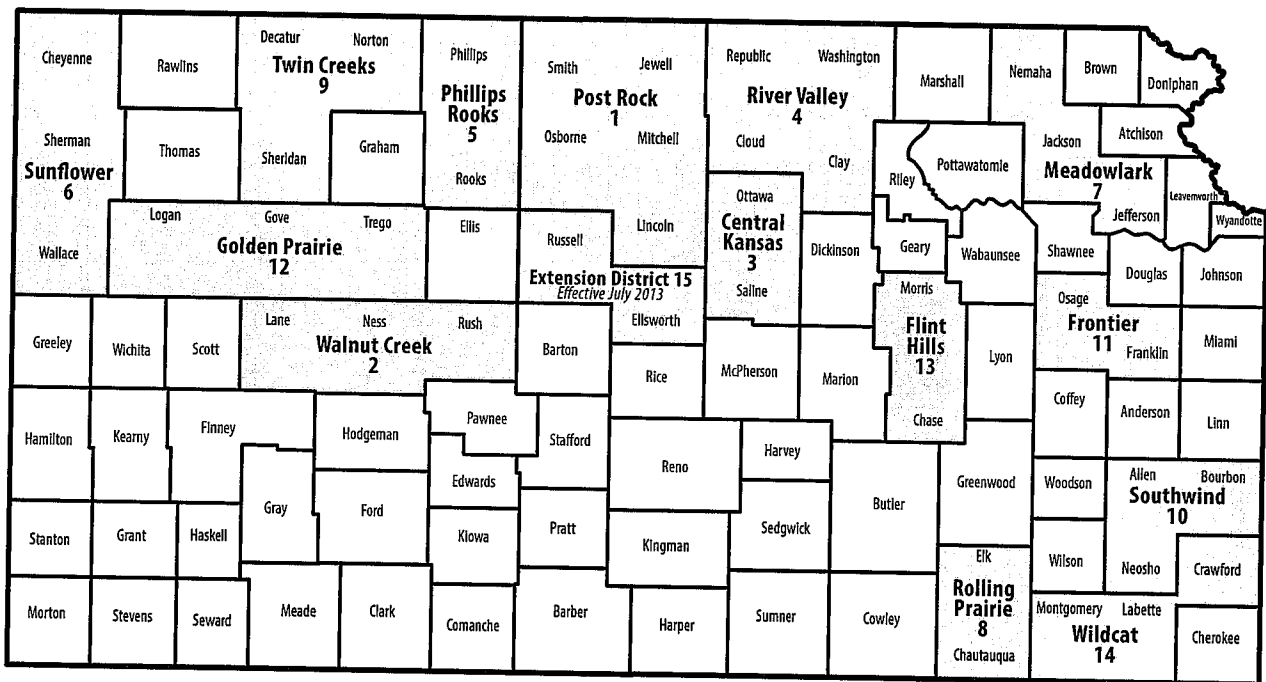 Cheyenne
Rawlins
Decatur
Norton
Twin Creeks
9
Phillips
Phillips
Rooks
5
Rooks
Smith
Jewell
Post Rock
1
Osborne
Mitchell
Lincoln
Republic
Washington
River Valley
4
Cloud
Clay
Marshall
Nemaha
Brown
Doniphan
Atchison
Jackson
Meadowlark
7
Jefferson
Leavenworth
Wyandotte
Sherman
Sunflower
6
Wallace
Thomas
Sheridan
Graham
Logan
Gove
Trego
Golden Prairie
12
Ellis
Russell
Extension District 15
Effective July 2013
Ellsworth
Ottawa
Central
Kansas
3
Saline
Dickinson
Riley
Pottawatomie
Geary
Wabaunsee
Shawnee
Douglas
Johnson
Morris
Flint
Hills
13
Chase
Osage
Frontier
11
Franklin
Miami
Greeley
Wichita
Scott
Lane
Ness
Rush
Walnut Creek
2
Barton
Rice
McPherson
Marion
Lyon
Coffey
Anderson
Linn
Hamilton
Kearny
Finney
Hodgeman
Pawnee
Stafford
Edwards
Reno
Harvey
Butler
Greenwood
Woodson
Allen
Bourbon
Southwind
10
Neosho
Stanton
Grant
Haskell
Gray
Ford
Kiowa
Pratt
Kingman
Sedgwick
Elk
Rolling
Prairie
8
Chautauqua
Wilson
Crawford
Morton
Stevens
Seward
Meade
Clark
Comanche
Barber
Harper
Sumner
Cowley
Montgomery
Labette
Wildcat
14
Cherokee